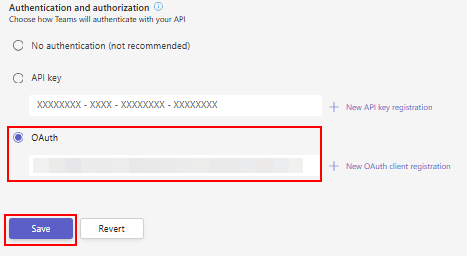 Authentication and authorization
Choose how Teams will authenticate with your API
No authentication (not recommended)
API key
XXXXXXXX - XXXX - XXXXXXXX - XXXXXXXX
New API key registration
OAuth
New OAuth client registration
Save Revert